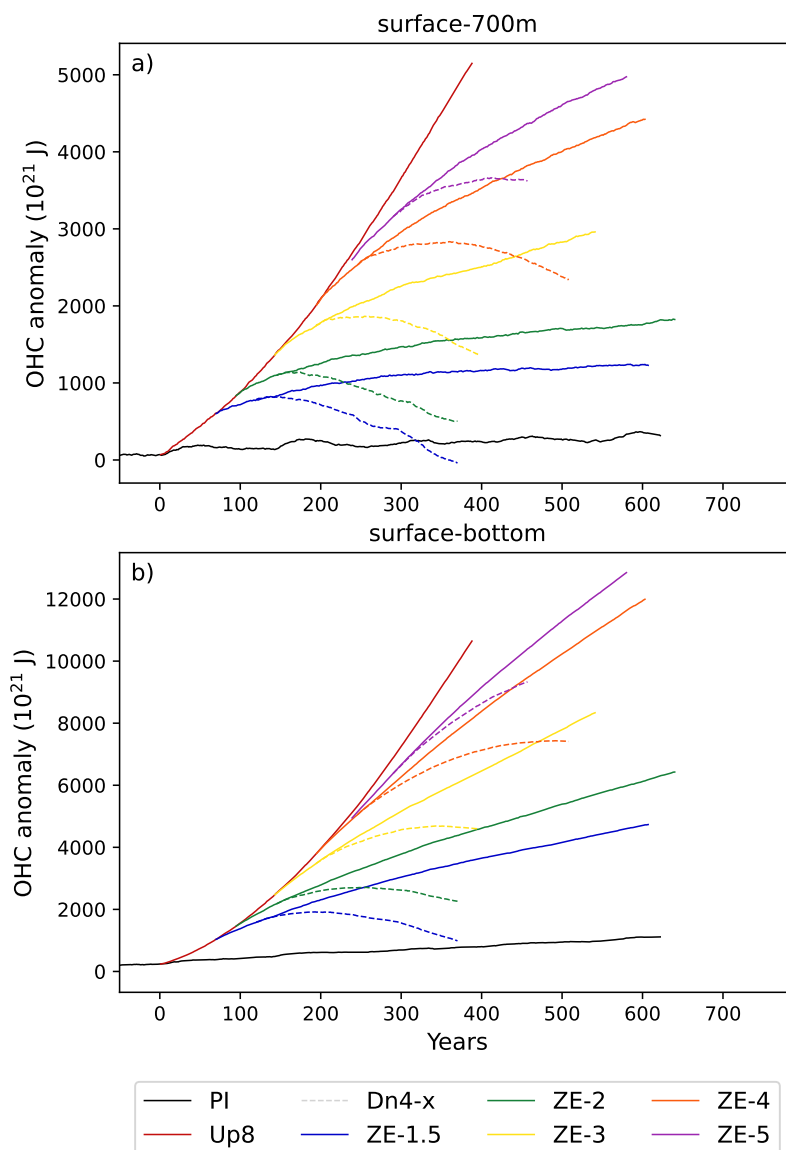 surface-700m
a)
OHC anomaly (10²¹ J)
5000
4000
3000
2000
1000
0
0 100 200 300 400 500 600 700
surface-bottom
b)
OHC anomaly (10²¹ J)
12000
10000
8000
6000
4000
2000
0
0 100 200 300 400 500 600 700
Years
PI Dn4-x ZE-2 ZE-4
Up8 ZE-1.5 ZE-3 ZE-5